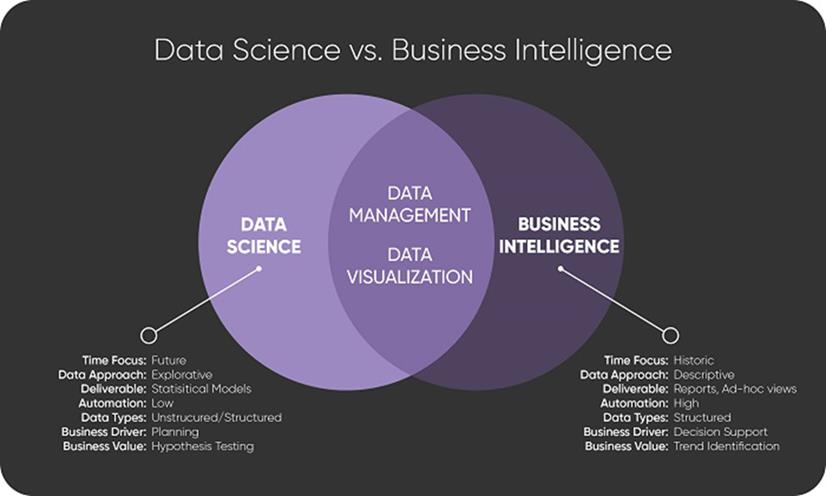 Data Science vs. Business Intelligence
DATA
SCIENCE
DATA
MANAGEMENT
DATA
VISUALIZATION
BUSINESS
INTELLIGENCE
Time Focus: Future
Data Approach: Explorative
Deliverable: Statisitical Models
Automation: Low
Data Types: Unstrucured/Structured
Business Driver: Planning
Business Value: Hypothesis Testing
Time Focus: Historic
Data Approach: Descriptive
Deliverable: Reports, Ad-hoc views
Automation: High
Data Types: Structured
Business Driver: Decision Support
Business Value: Trend Identification